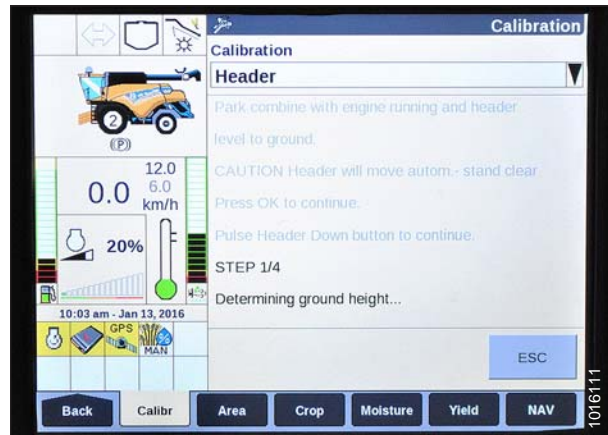 Calibration
Calibration
Header
Park combine with engine running and header
level to ground.
CAUTION Header will move autom.- stand clear
Press OK to continue.
Pulse Header Down button to continue.
STEP 1/4
Determining ground height...
ESC
2
(P)
12.0
0.0 6.0
km/h
20%
10:03 am - Jan 13, 2016
GPS
MAN
Back Calibr Area Crop Moisture Yield NAV
1016111